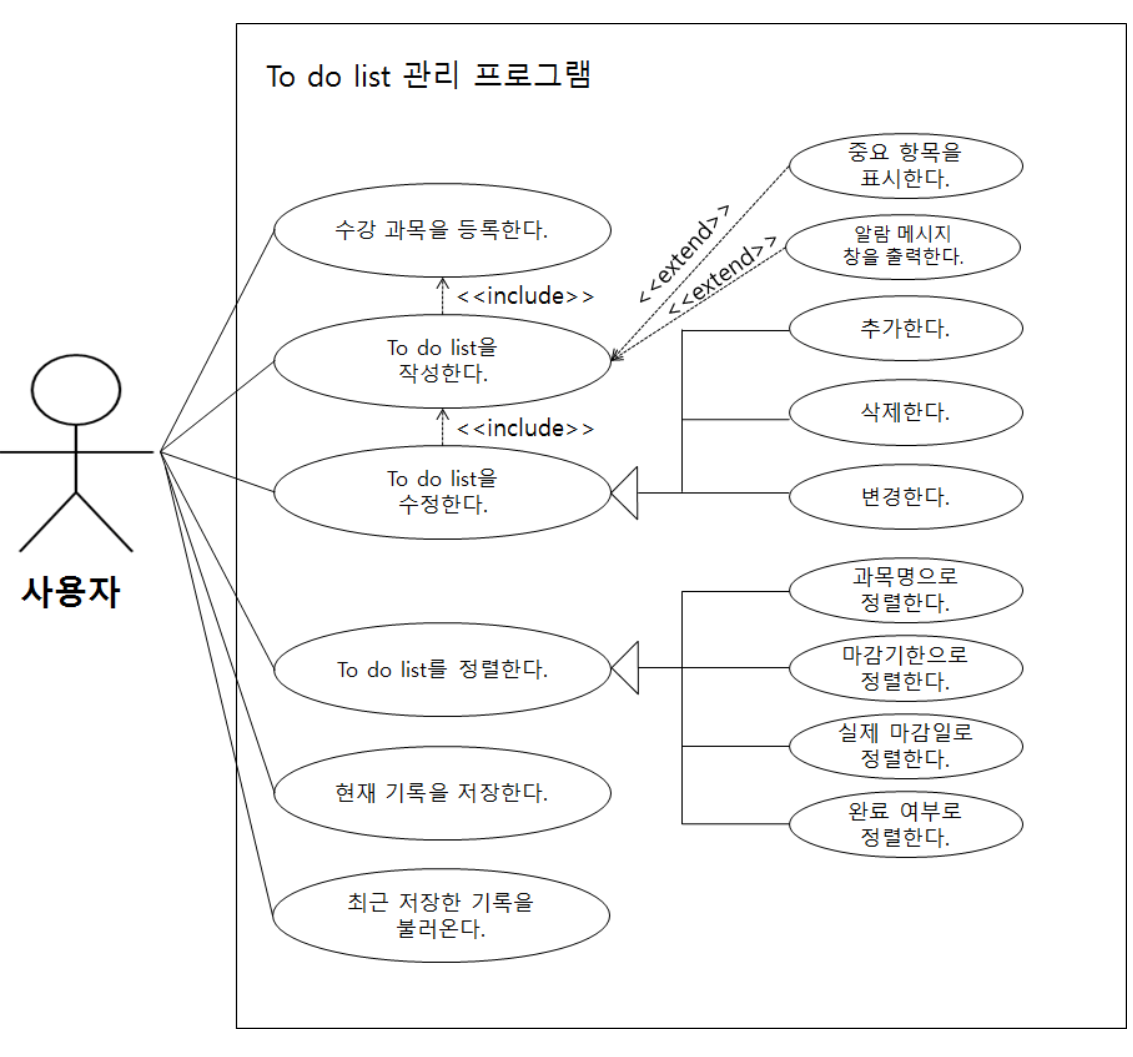 To do list 관리 프로그램
중요 항목을
표시한다.
수강 과목을 등록한다.
<<extend>>
알람 메시지
창을 출력한다.
<<extend>>
<<include>>
To do list을
작성한다.
추가한다.
<<include>>
삭제한다.
To do list을
수정한다.
변경한다.
사용자
과목명으로
정렬한다.
To do list를 정렬한다.
마감기한으로
정렬한다.
실제 마감일로
정렬한다.
현재 기록을 저장한다.
완료 여부로
정렬한다.
최근 저장한 기록을
불러온다.